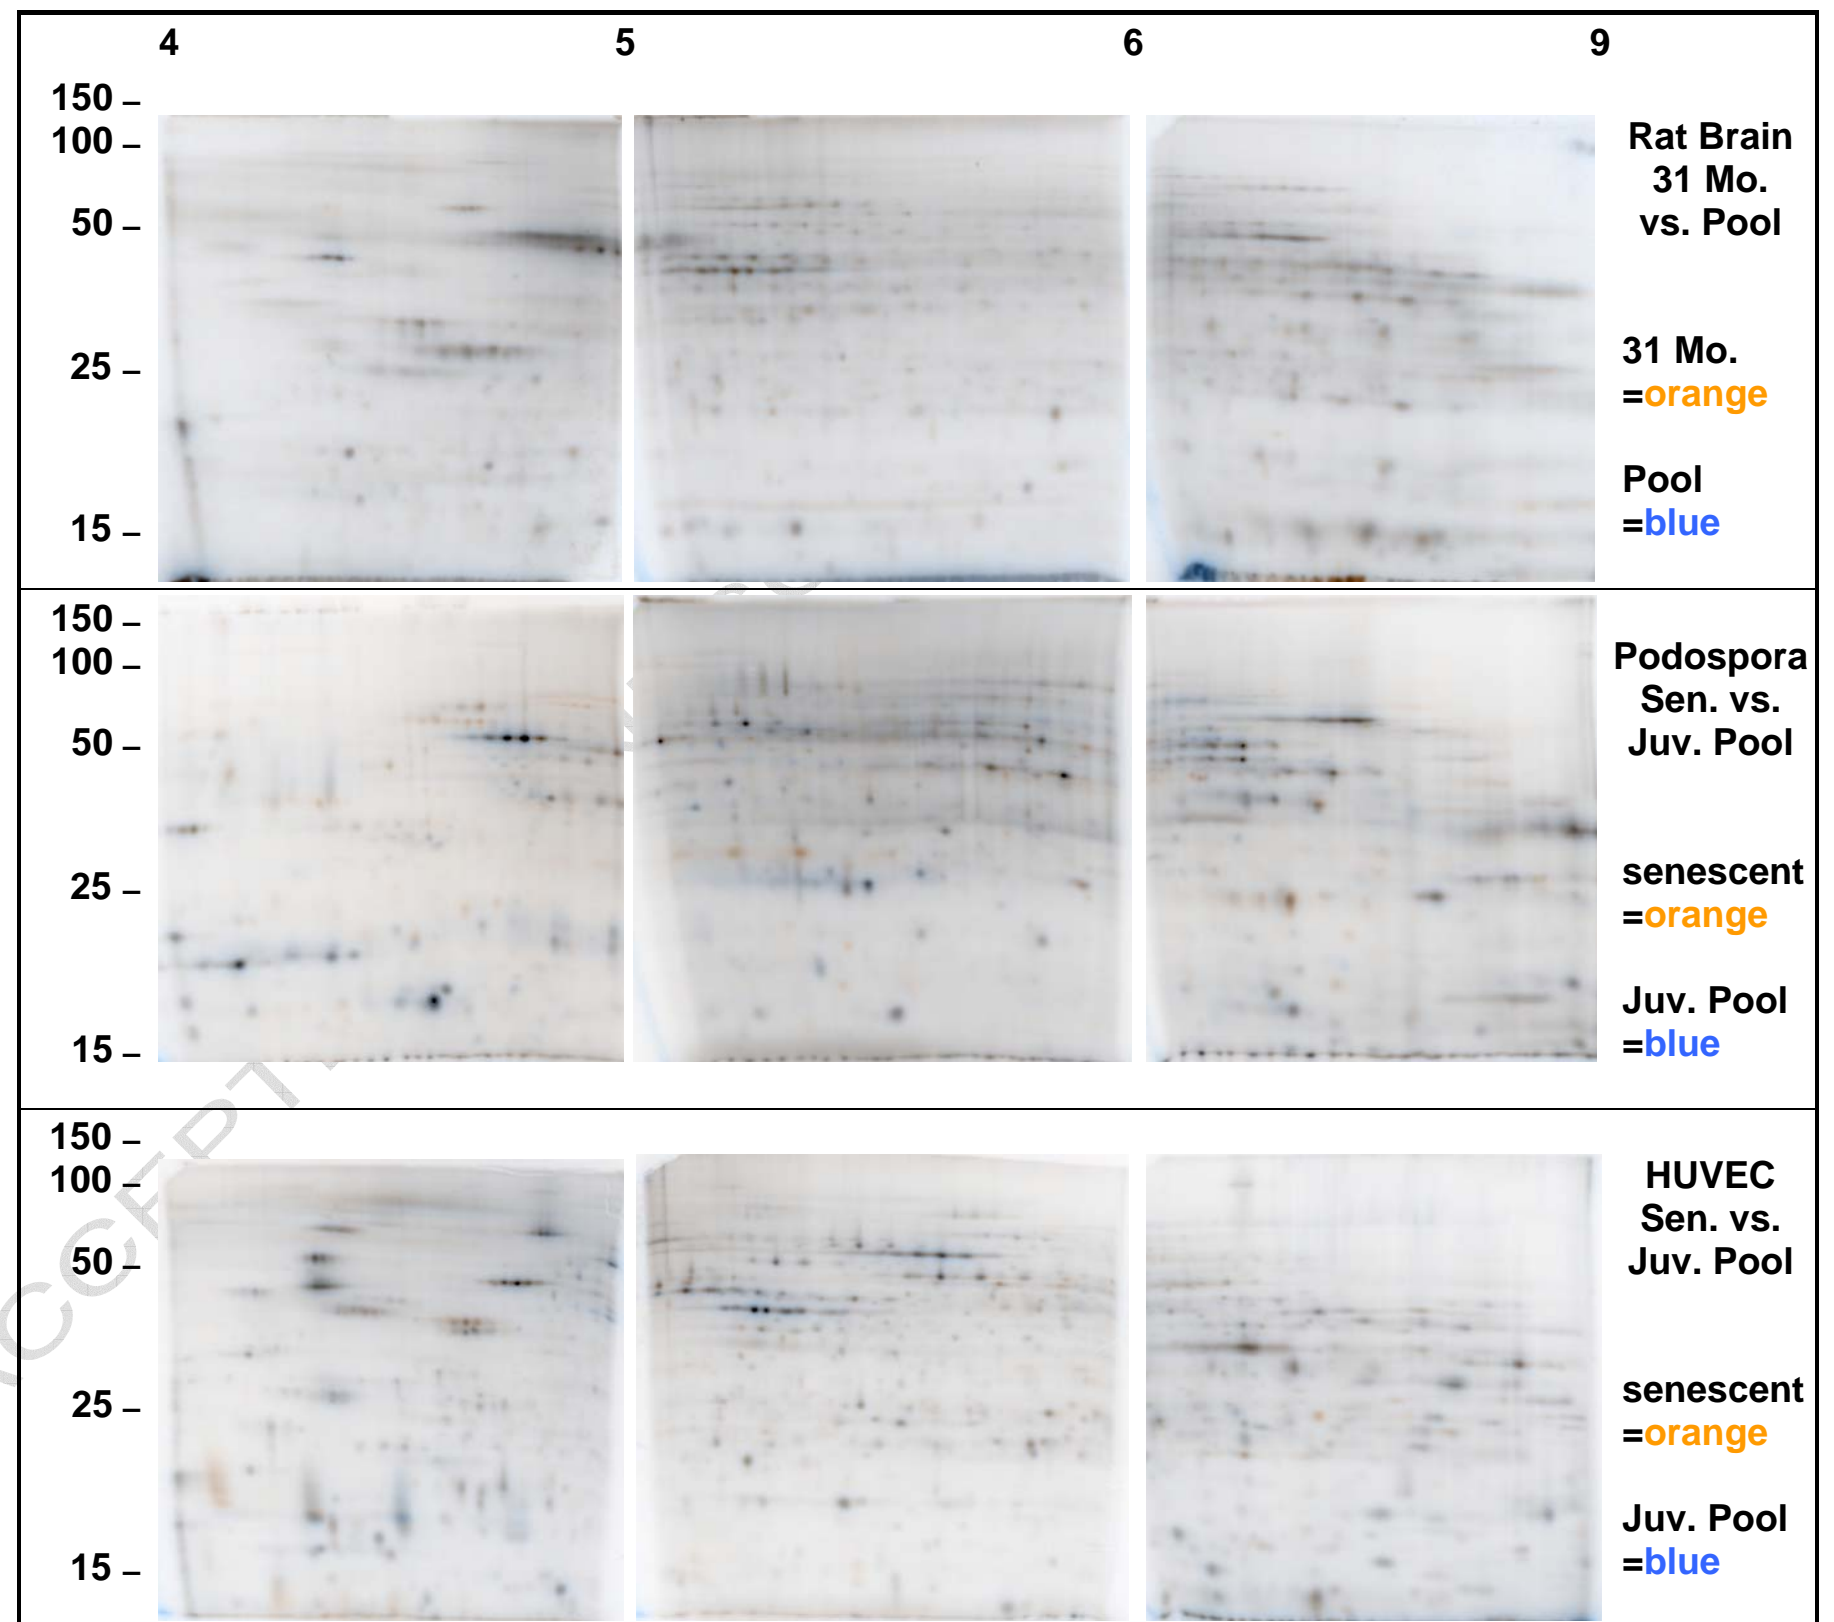 4 5 6 9
150 –
100 –
50 –
25 –
15 –
Rat Brain
31 Mo.
vs. Pool
31 Mo.
=orange
Pool
=blue
150 –
100 –
50 –
25 –
15 –
Podospora
Sen. vs.
Juv. Pool
senescent
=orange
Juv. Pool
=blue
150 –
100 –
50 –
25 –
15 –
HUVEC
Sen. vs.
Juv. Pool
senescent
=orange
Juv. Pool
=blue